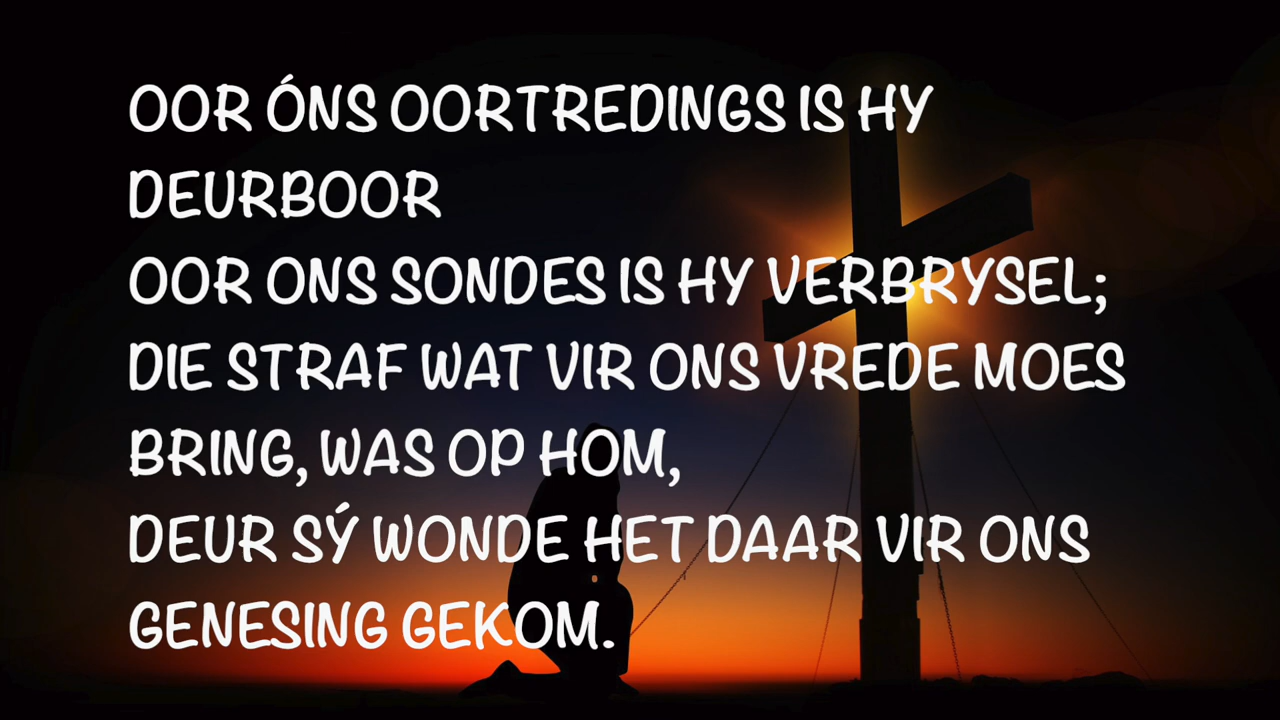 OOR ÓNS OORTREDINGS IS HY
DEURBOOR
OOR ONS SONDES IS HY VERBRYSEL;
DIE STRAF WAT VIR ONS VREDE MOES
BRING, WAS OP HOM,
DEUR SÝ WONDE HET DAAR VIR ONS
GENESING GEKOM.